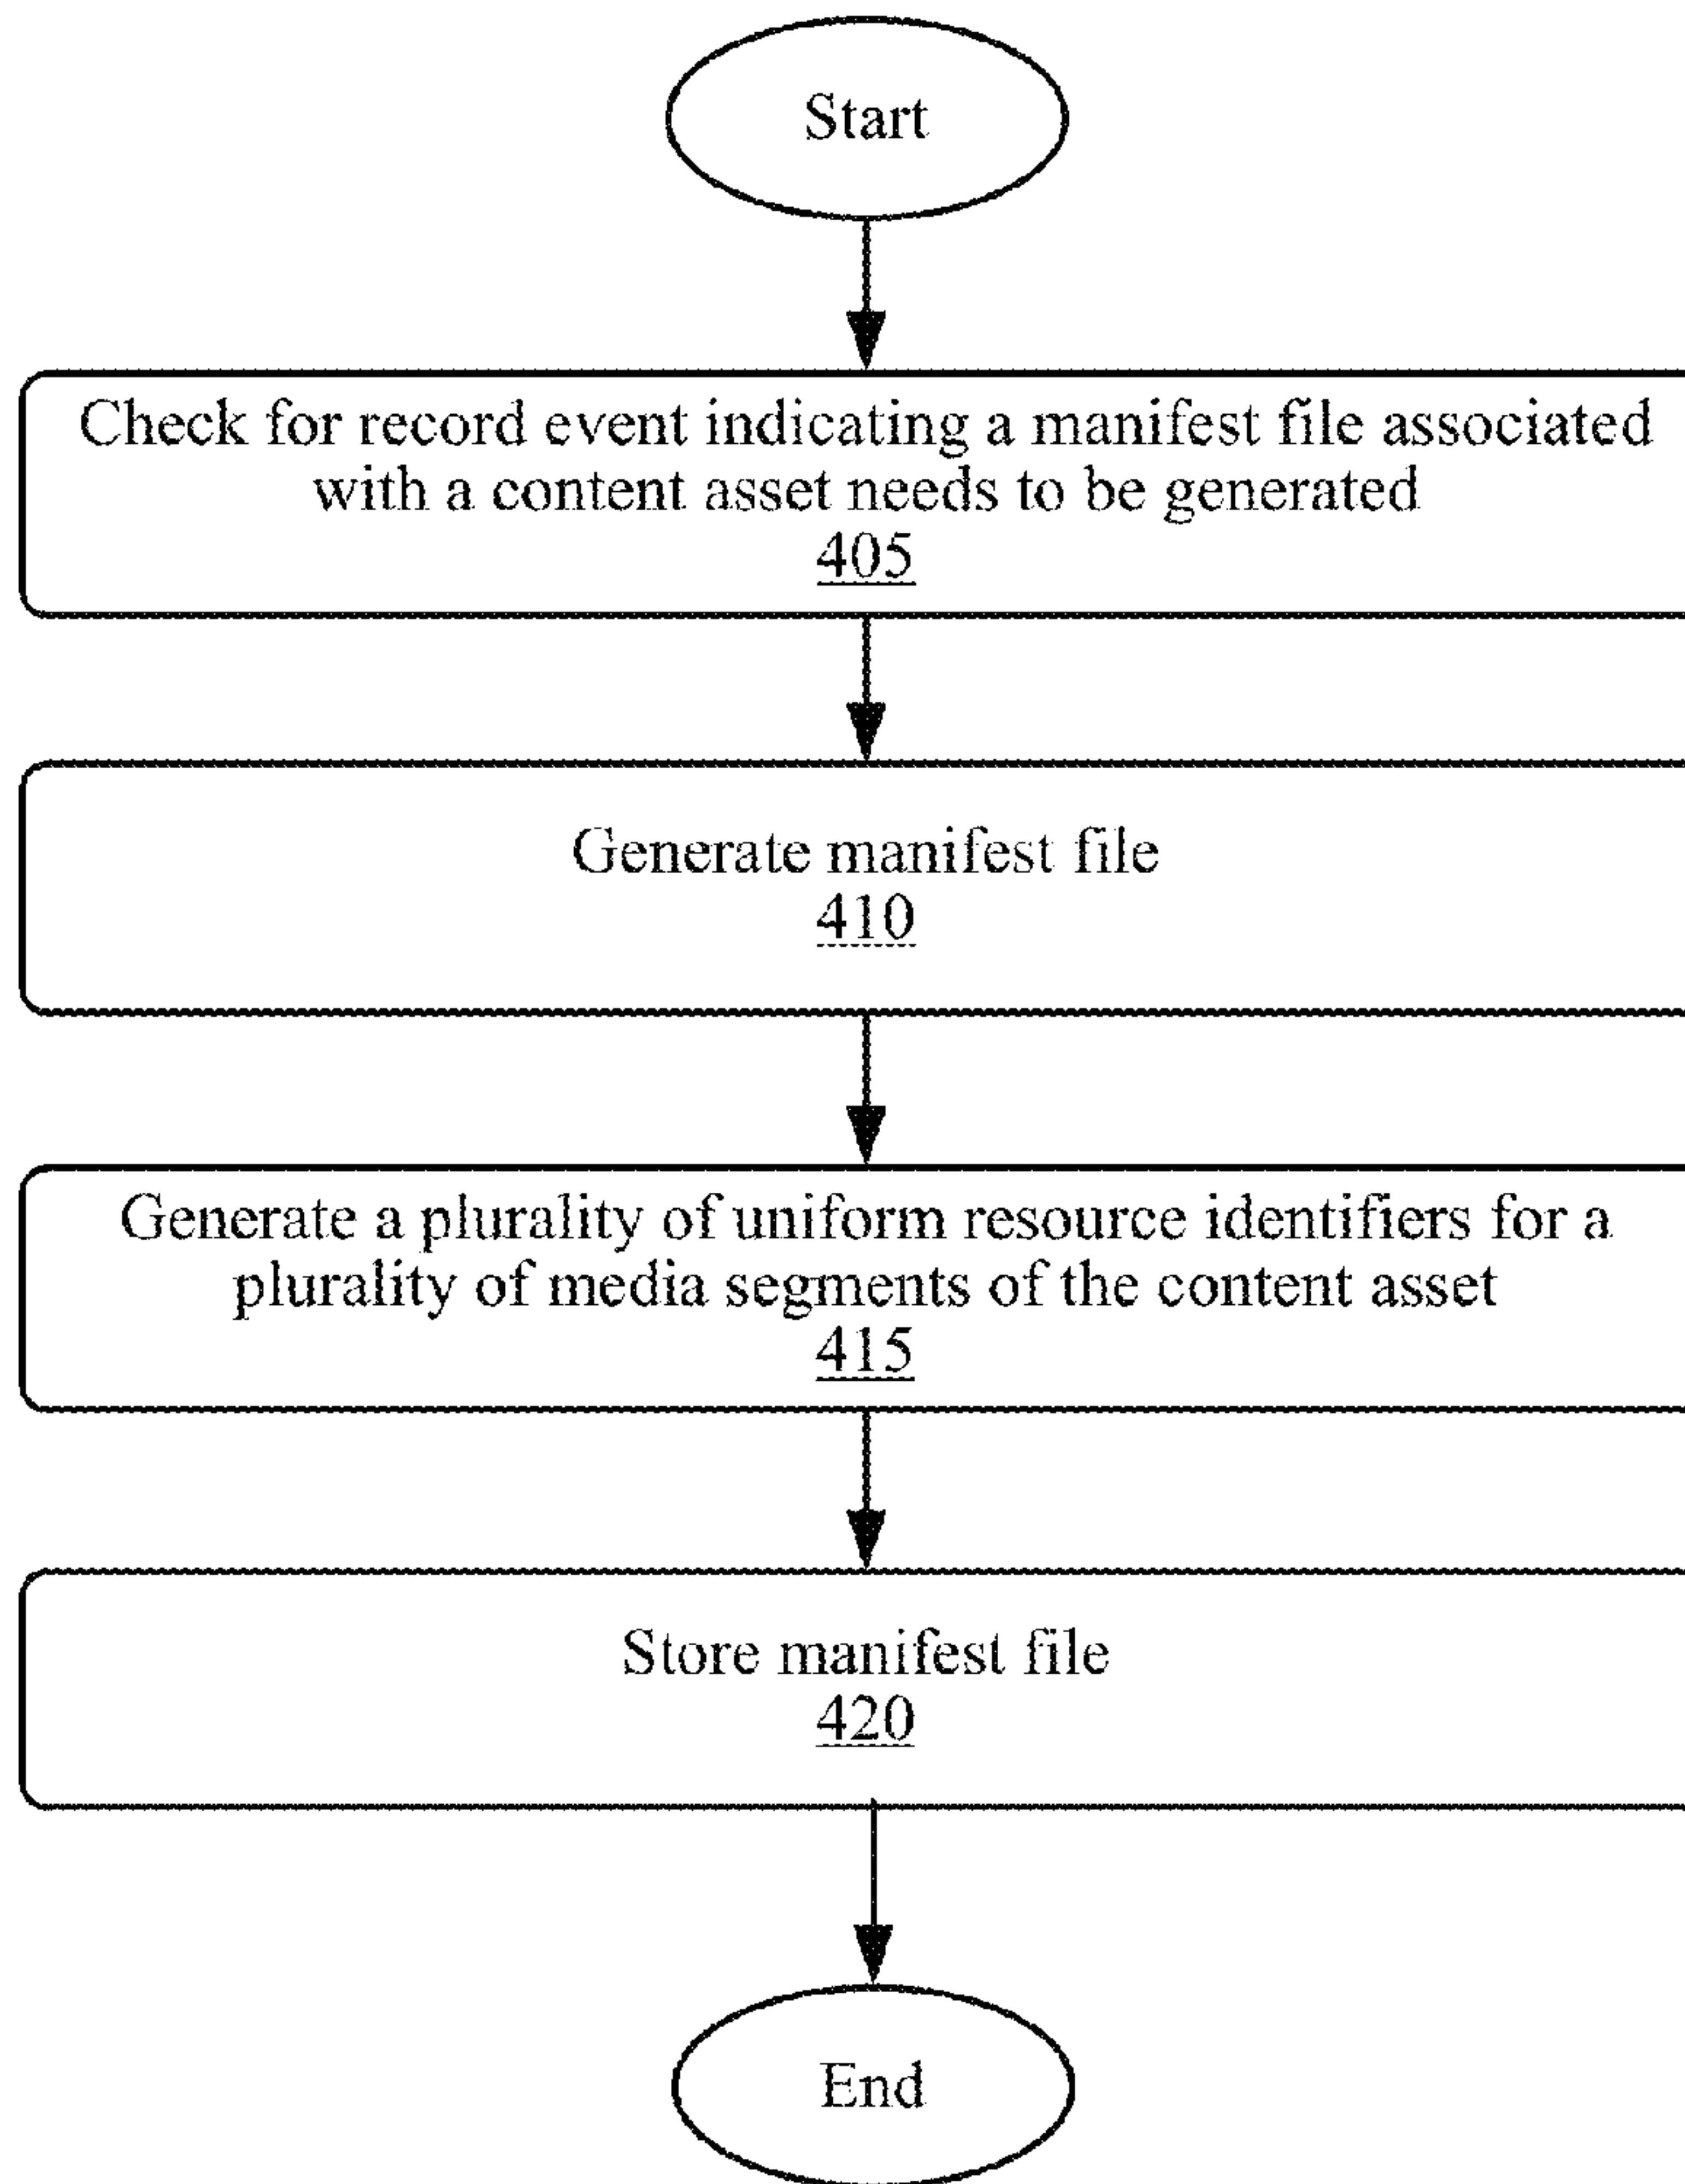 Start
Check for record event indicating a manifest file associated
with a content asset needs to be generated
405
Generate manifest file
410
Generate a plurality of uniform resource identifiers for a
plurality of media segments of the content asset
415
Store manifest file
420
End